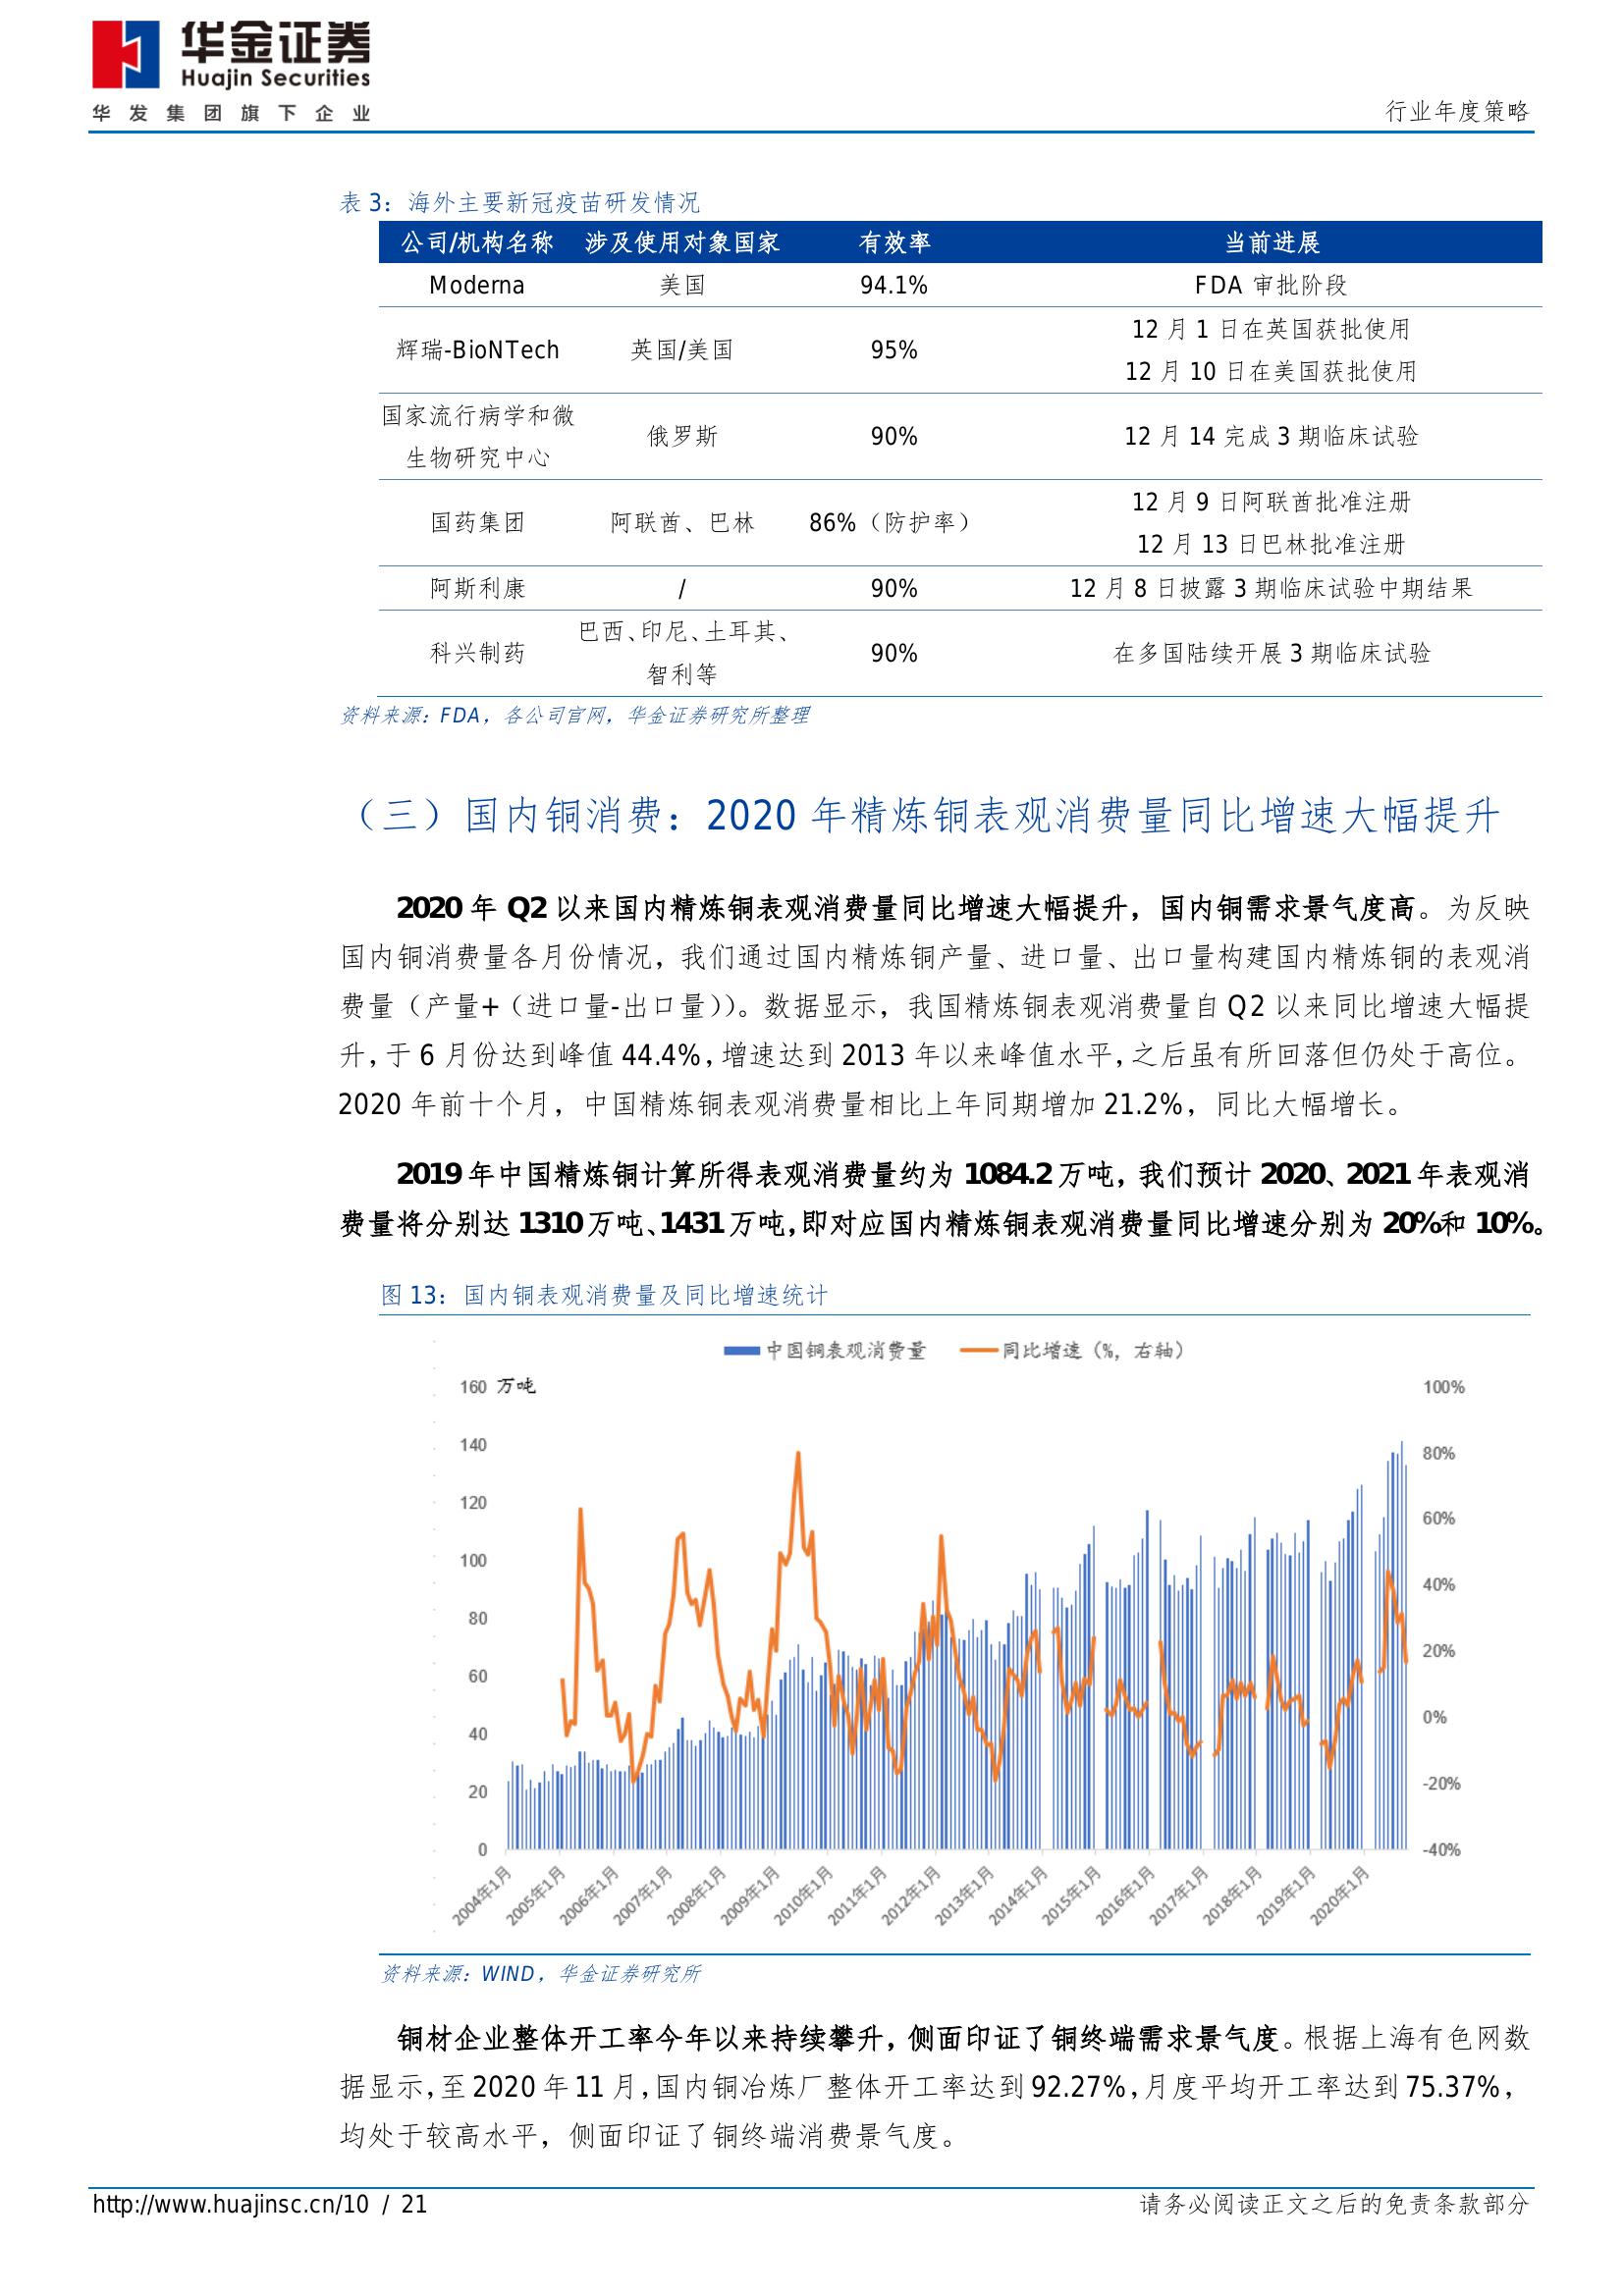 华金证券
Huajin Securities
华发集团旗下企业
行业年度策略
表 3：海外主要新冠疫苗研发情况
公司/机构名称 涉及使用对象国家 有效率 当前进展
Moderna 美国 94.1% FDA 审批阶段
辉瑞-BioNTech 英国/美国 95% 12 月 1 日在英国获批使用
12 月 10 日在美国获批使用
国家流行病学和微
生物研究中心 俄罗斯 90% 12 月 14 完成 3 期临床试验
国药集团 阿联酋、巴林 86%（防护率） 12 月 9 日阿联酋批准注册
12 月 13 日巴林批准注册
阿斯利康 / 90% 12 月 8 日披露 3 期临床试验中期结果
科兴制药 巴西、印尼、土耳其、
智利等 90% 在多国陆续开展 3 期临床试验
资料来源：FDA，各公司官网，华金证券研究所整理
（三）国内铜消费：2020 年精炼铜表观消费量同比增速大幅提升
2020 年 Q2 以来国内精炼铜表观消费量同比增速大幅提升，国内铜需求景气度高。为反映
国内铜消费量各月份情况，我们通过国内精炼铜产量、进口量、出口量构建国内精炼铜的表观消
费量（产量+（进口量-出口量））。数据显示，我国精炼铜表观消费量自 Q2 以来同比增速大幅提
升，于 6 月份达到峰值 44.4%，增速达到 2013 年以来峰值水平，之后虽有所回落但仍处于高位。
2020 年前十个月，中国精炼铜表观消费量相比上年同期增加 21.2%，同比大幅增长。
2019 年中国精炼铜计算所得表观消费量约为 1084.2 万吨，我们预计 2020、2021 年表观消
费量将分别达 1310 万吨、1431 万吨，即对应国内精炼铜表观消费量同比增速分别为 20%和 10%。
图 13：国内铜表观消费量及同比增速统计
中国铜表观消费量 同比增速（%，右轴）
160 万吨 100%
140 80%
120 60%
100 40%
80 20%
60 0%
40 -20%
20 -40%
0
2004年1月 2005年1月 2006年1月 2007年1月 2008年1月 2009年1月 2010年1月 2011年1月 2012年1月 2013年1月 2014年1月 2015年1月 2016年1月 2017年1月 2018年1月 2019年1月 2020年1月
资料来源：WIND，华金证券研究所
铜材企业整体开工率今年以来持续攀升，侧面印证了铜终端需求景气度。根据上海有色网数
据显示，至 2020 年 11 月，国内铜冶炼厂整体开工率达到 92.27%，月度平均开工率达到 75.37%，
均处于较高水平，侧面印证了铜终端消费景气度。
http://www.huajinsc.cn/10 / 21 请务必阅读正文之后的免责条款部分